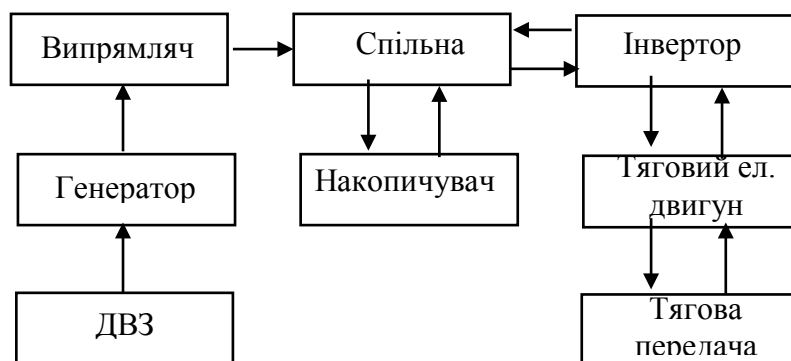 Випрямляч
Спільна
Інвертор
Генератор
Накопичувач
Тяговий ел.
двигун
ДВЗ
Тягова
передача